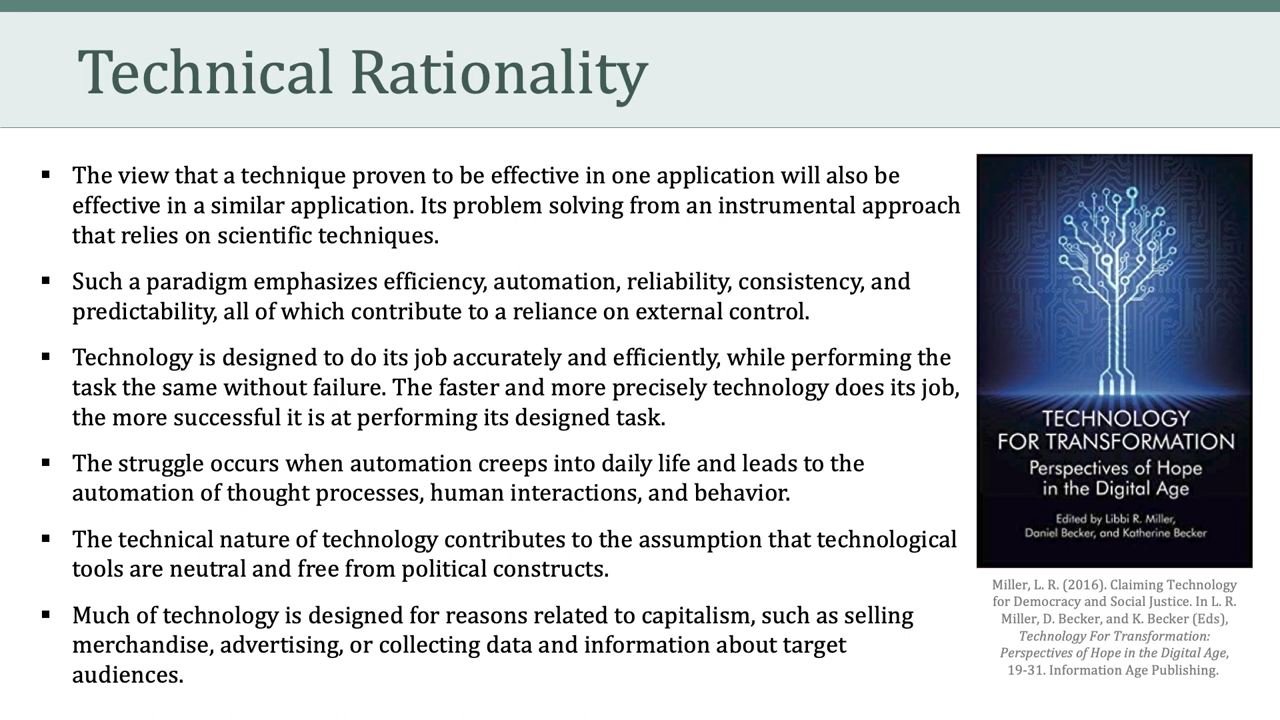 Technical Rationality
▪ The view that a technique proven to be effective in one application will also be
effective in a similar application. Its problem solving from an instrumental approach
that relies on scientific techniques.
▪ Such a paradigm emphasizes efficiency, automation, reliability, consistency, and
predictability, all of which contribute to a reliance on external control.
▪ Technology is designed to do its job accurately and efficiently, while performing the
task the same without failure. The faster and more precisely technology does its job,
the more successful it is at performing its designed task.
▪ The struggle occurs when automation creeps into daily life and leads to the
automation of thought processes, human interactions, and behavior.
▪ The technical nature of technology contributes to the assumption that technological
tools are neutral and free from political constructs.
▪ Much of technology is designed for reasons related to capitalism, such as selling
merchandise, advertising, or collecting data and information about target
audiences.
TECHNOLOGY
FOR TRANSFORMATION
Perspectives of Hope
in the Digital Age
Edited by Libbi R. Miller,
Daniel Becker, and Katherine Becker
Miller, L. R. (2016). Claiming Technology
for Democracy and Social Justice. In L. R.
Miller, D. Becker, and K. Becker (Eds),
Technology For Transformation:
Perspectives of Hope in the Digital Age,
19-31. Information Age Publishing.